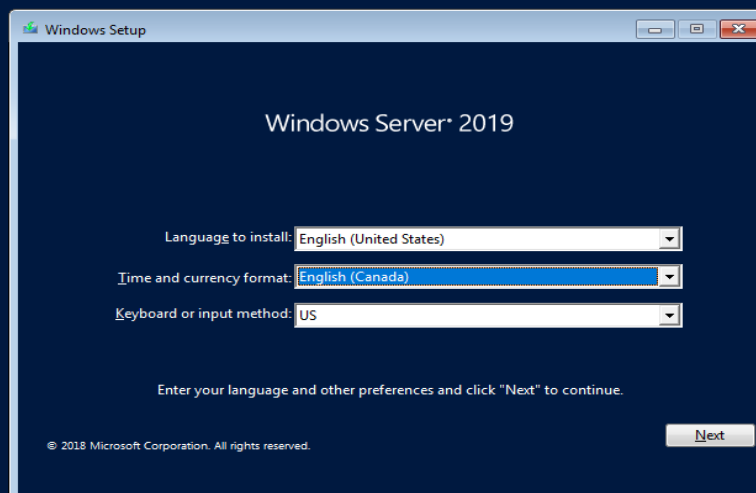 Windows Setup
Windows Server® 2019
Language to install: English (United States)
Time and currency format: English (Canada)
Keyboard or input method: US
Enter your language and other preferences and click "Next" to continue.
Next
© 2018 Microsoft Corporation. All rights reserved.